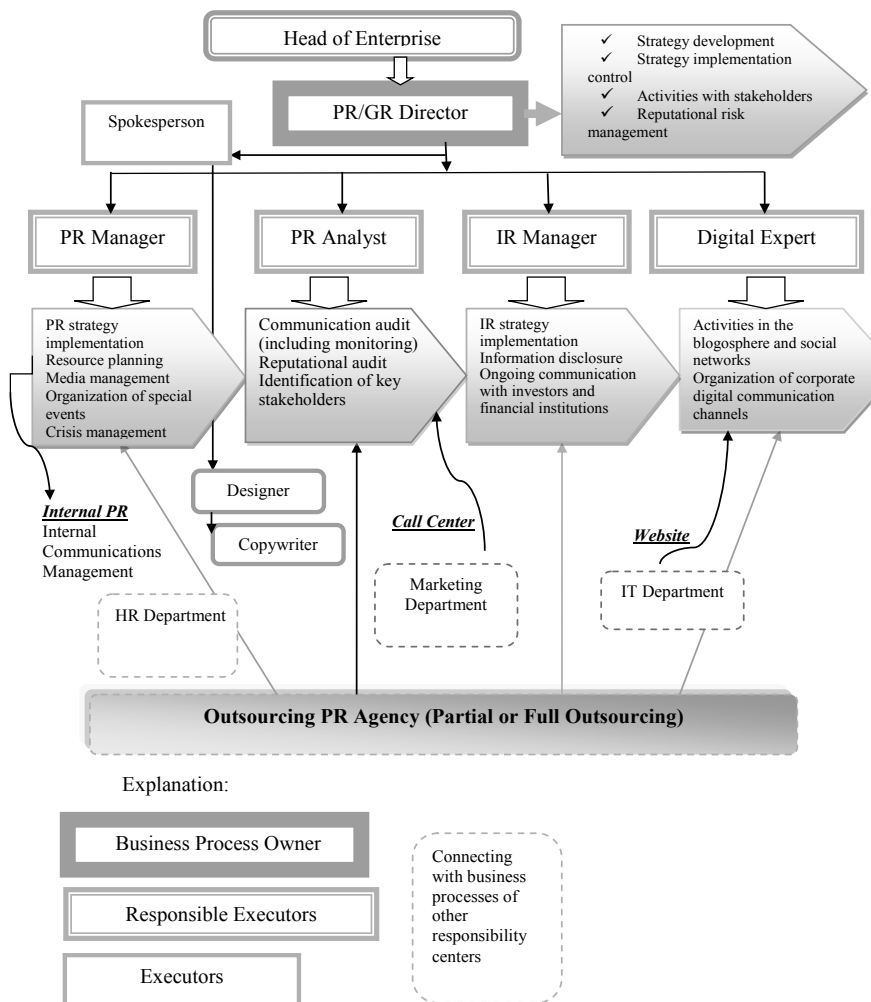 Head of Enterprise
PR/GR Director
✓ Strategy development
✓ Strategy implementation
control
✓ Activities with stakeholders
✓ Reputational risk
management
Spokesperson
PR Manager
PR Analyst
IR Manager
Digital Expert
PR strategy
implementation
Resource planning
Media management
Organization of special
events
Crisis management
Communication audit
(including monitoring)
Reputational audit
Identification of key
stakeholders
IR strategy
implementation
Information disclosure
Ongoing communication
with investors and
financial institutions
Activities in the
blogosphere and social
networks
Organization of corporate
digital communication
channels
Internal PR
Internal
Communications
Management
Designer
Copywriter
Call Center
Website
HR Department
Marketing
Department
IT Department
Outsourcing PR Agency (Partial or Full Outsourcing)
Explanation:
Business Process Owner
Responsible Executors
Executors
Connecting
with business
processes of
other
responsibility
centers